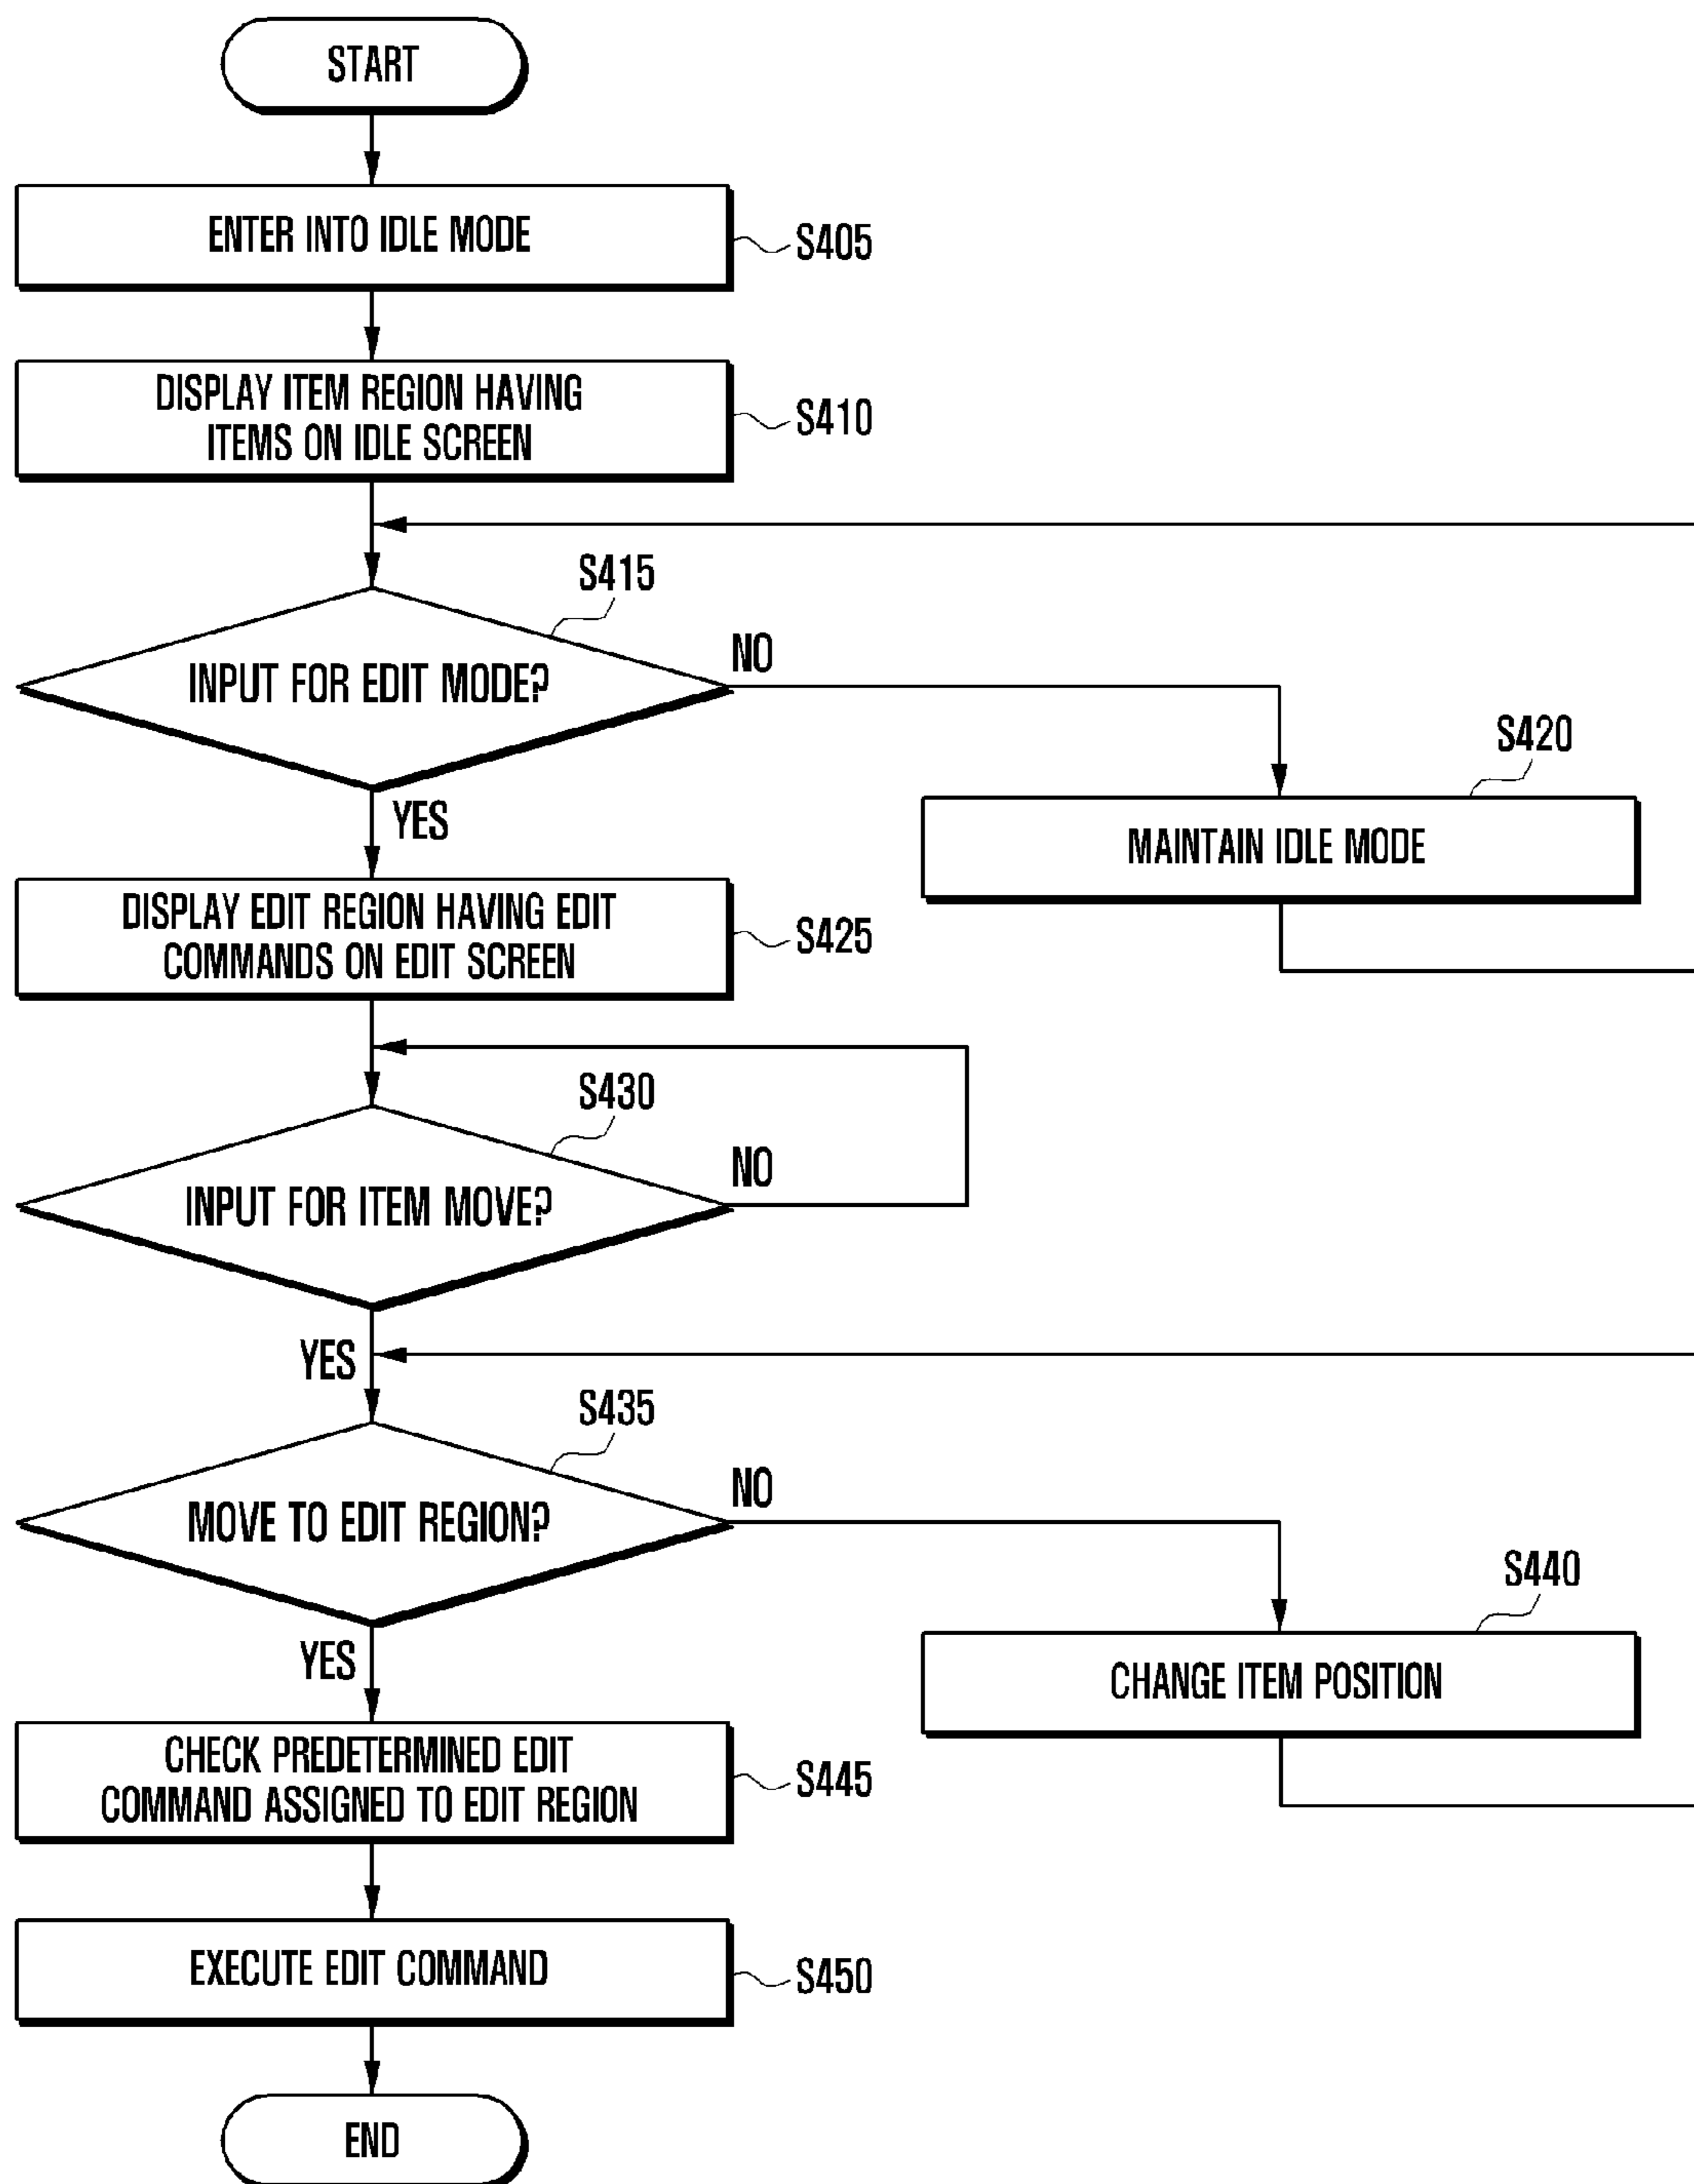 START
ENTER INTO IDLE MODE
S405
DISPLAY ITEM REGION HAVING
ITEMS ON IDLE SCREEN
S410
S415
INPUT FOR EDIT MODE?
NO
S420
MAINTAIN IDLE MODE
YES
DISPLAY EDIT REGION HAVING EDIT
COMMANDS ON EDIT SCREEN
S425
S430
INPUT FOR ITEM MOVE?
NO
YES
S435
MOVE TO EDIT REGION?
NO
S440
CHANGE ITEM POSITION
YES
CHECK PREDETERMINED EDIT
COMMAND ASSIGNED TO EDIT REGION
S445
EXECUTE EDIT COMMAND
S450
END